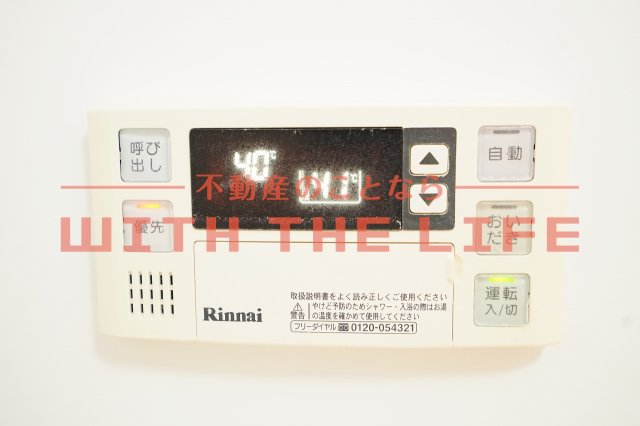 呼び
出し
優先
40℃
40℃
自動
おい
だき
運転
入/切
不動産のことなら
WITH THE LIFE
Rinnai
取扱説明書をよく読み正しくご使用ください
警告 やけど予防のためシャワー・入浴の際はお湯
の温度を確かめて使用してください
フリーダイヤル 0120-054321